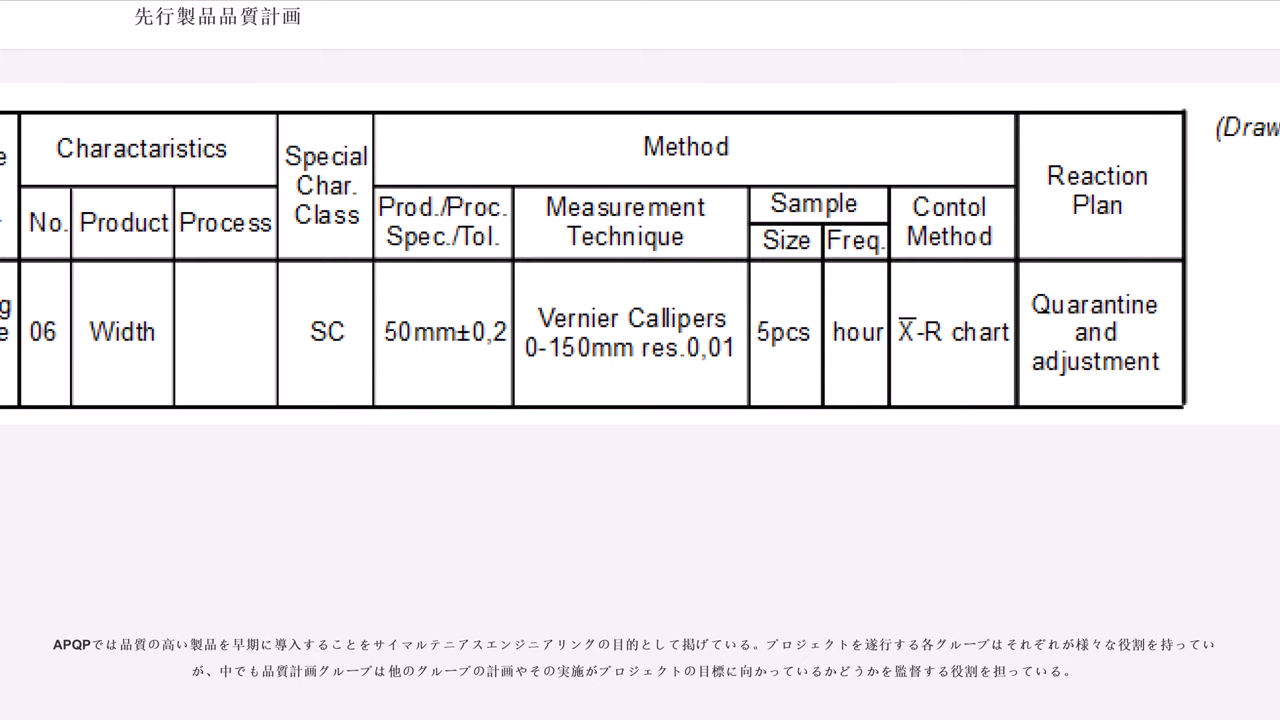 先行製品品質計画
(Draw
Charactaristics
Special Char. Class
Method
Reaction Plan
No.
Product
Process
Prod./Proc. Spec./Tol.
Measurement Technique
Sample
Size
Freq.
Contol Method
06
Width
SC
50mm±0,2
Vernier Callipers
0-150mm res.0,01
5pcs
hour
X̅-R chart
Quarantine and adjustment
APQPでは品質の高い製品を早期に導入することをサイマルテニアスエンジニアリングの目的として掲げている。プロジェクトを遂行する各グループはそれぞれが様々な役割を持ってい
が、中でも品質計画グループは他のグループの計画やその実施がプロジェクトの目標に向かっているかどうかを監督する役割を担っている。